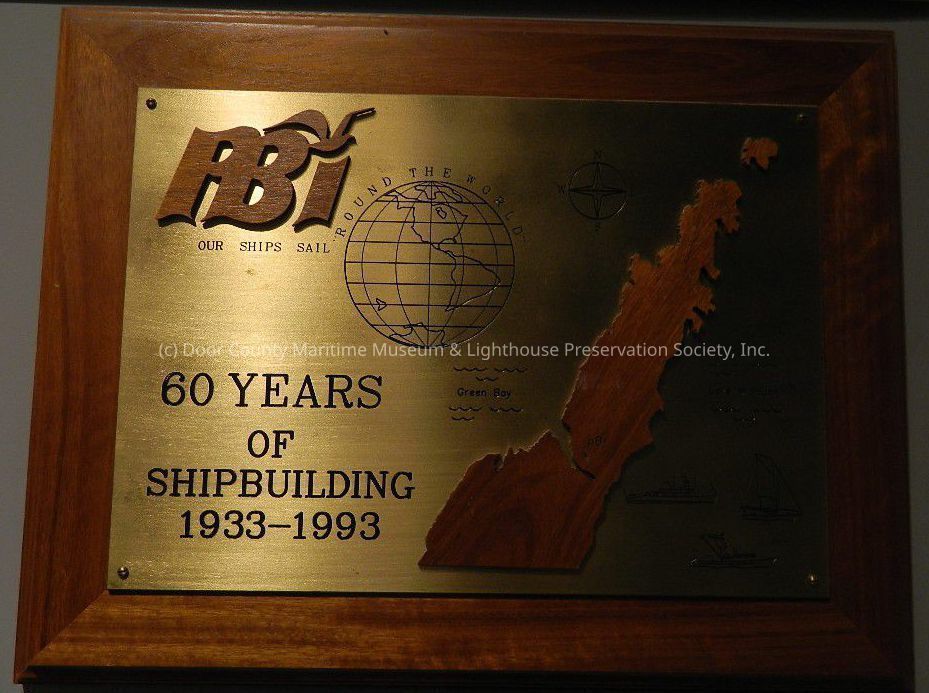 PBI
OUR SHIPS SAIL
'ROUND THE WORLD
N
W
60 YEARS
OF
SHIPBUILDING
1933-1993
Green Bay
PBI
(c) Door County Maritime Museum & Lighthouse Preservation Society, Inc.